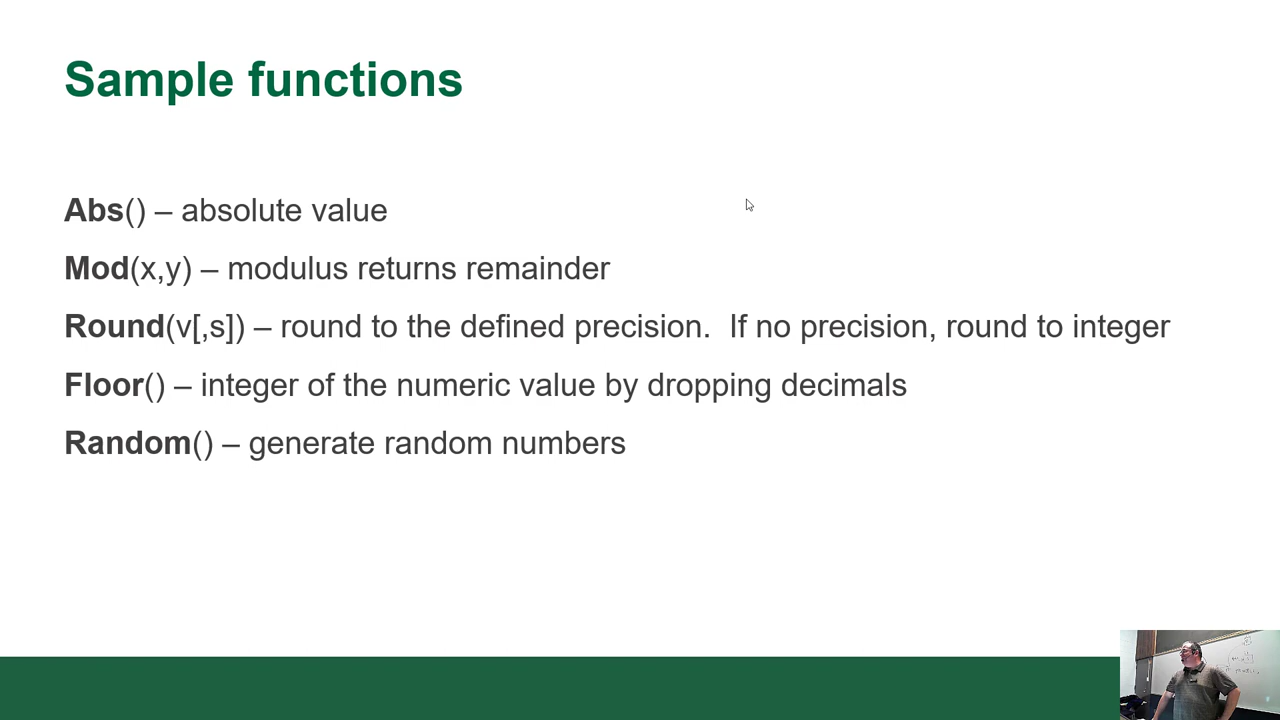 Sample functions
Abs() – absolute value
Mod(x,y) – modulus returns remainder
Round(v[,s]) – round to the defined precision.  If no precision, round to integer
Floor() – integer of the numeric value by dropping decimals
Random() – generate random numbers